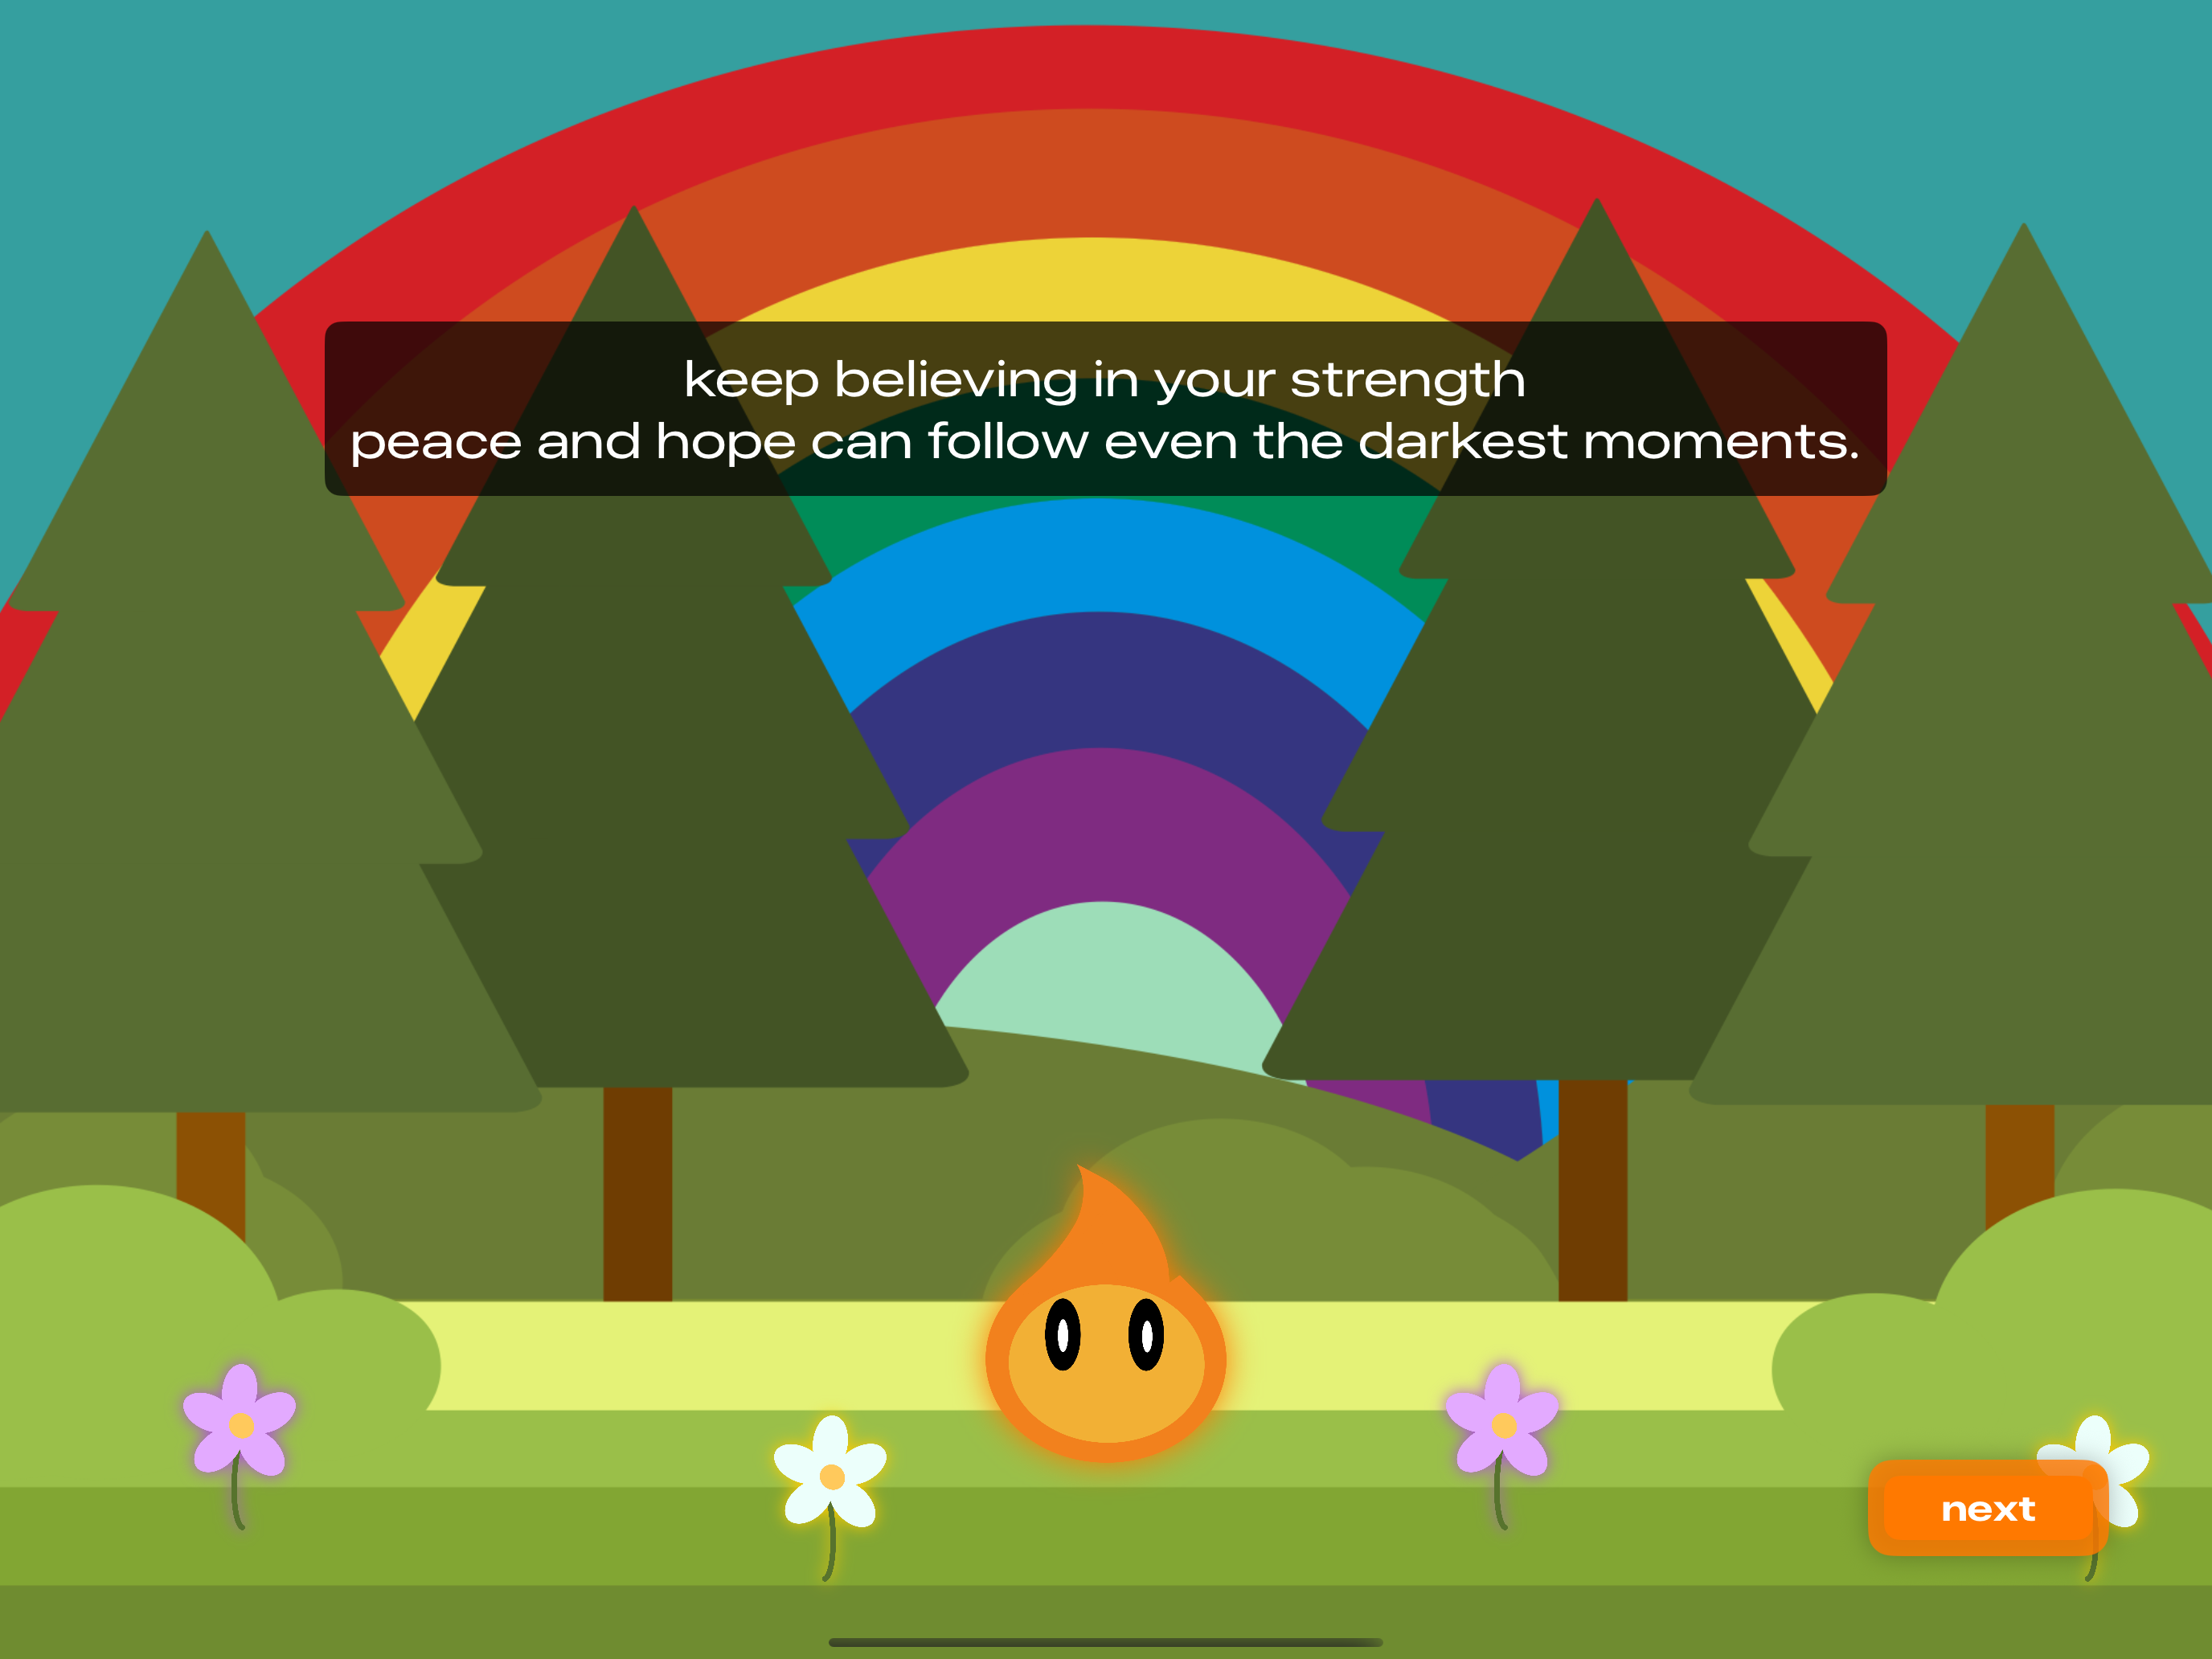 keep believing in your strength
peace and hope can follow even the darkest moments.
next